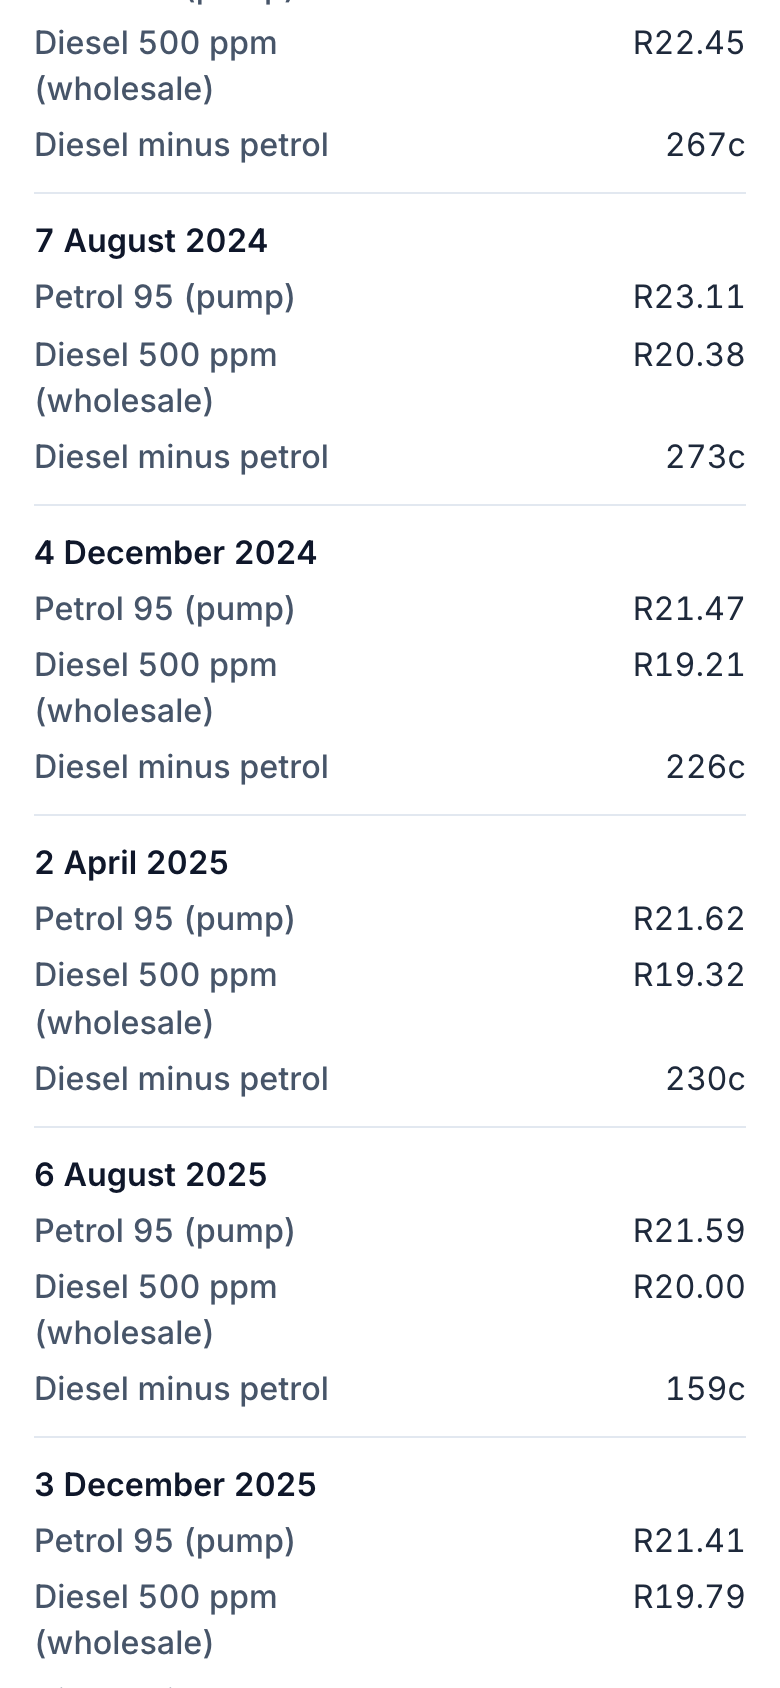 Diesel 500 ppm R22.45
(wholesale)
Diesel minus petrol 267c
7 August 2024
Petrol 95 (pump) R23.11
Diesel 500 ppm R20.38
(wholesale)
Diesel minus petrol 273c
4 December 2024
Petrol 95 (pump) R21.47
Diesel 500 ppm R19.21
(wholesale)
Diesel minus petrol 226c
2 April 2025
Petrol 95 (pump) R21.62
Diesel 500 ppm R19.32
(wholesale)
Diesel minus petrol 230c
6 August 2025
Petrol 95 (pump) R21.59
Diesel 500 ppm R20.00
(wholesale)
Diesel minus petrol 159c
3 December 2025
Petrol 95 (pump) R21.41
Diesel 500 ppm R19.79
(wholesale)